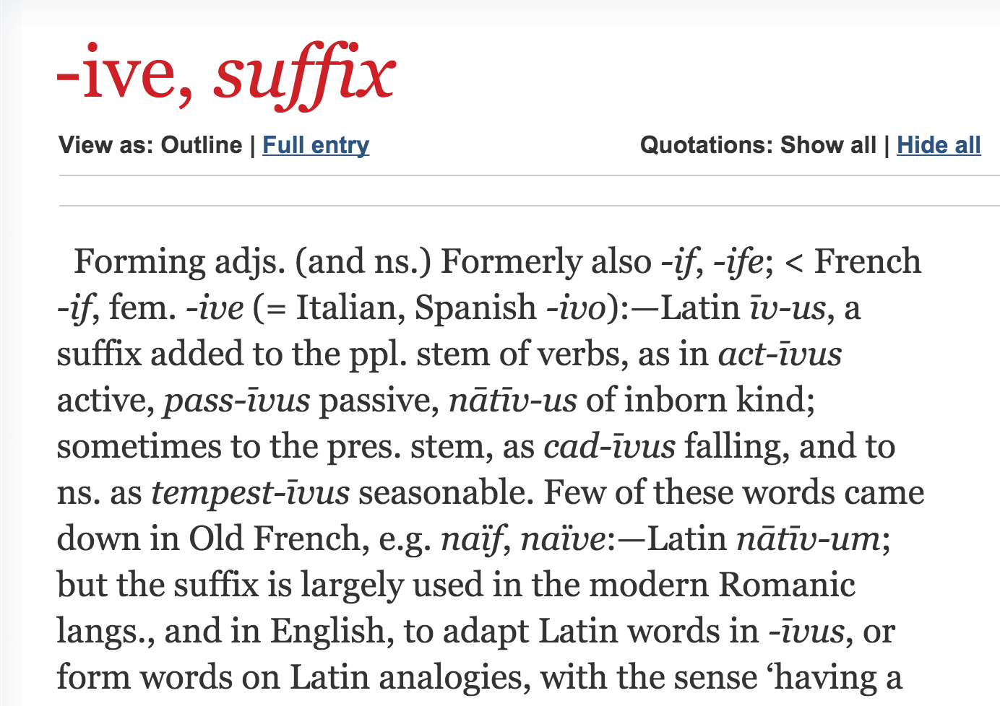 -ive, suffix
View as: Outline | Full entry Quotations: Show all | Hide all
Forming adjs. (and ns.) Formerly also -if, -ife; < French
-if, fem. -ive (= Italian, Spanish -ivo):—Latin īv-us, a
suffix added to the ppl. stem of verbs, as in act-īvus
active, pass-īvus passive, nātīv-us of inborn kind;
sometimes to the pres. stem, as cad-īvus falling, and to
ns. as tempest-īvus seasonable. Few of these words came
down in Old French, e.g. naïf, naïve:—Latin nātīv-um;
but the suffix is largely used in the modern Romanic
langs., and in English, to adapt Latin words in -īvus, or
form words on Latin analogies, with the sense ‘having a